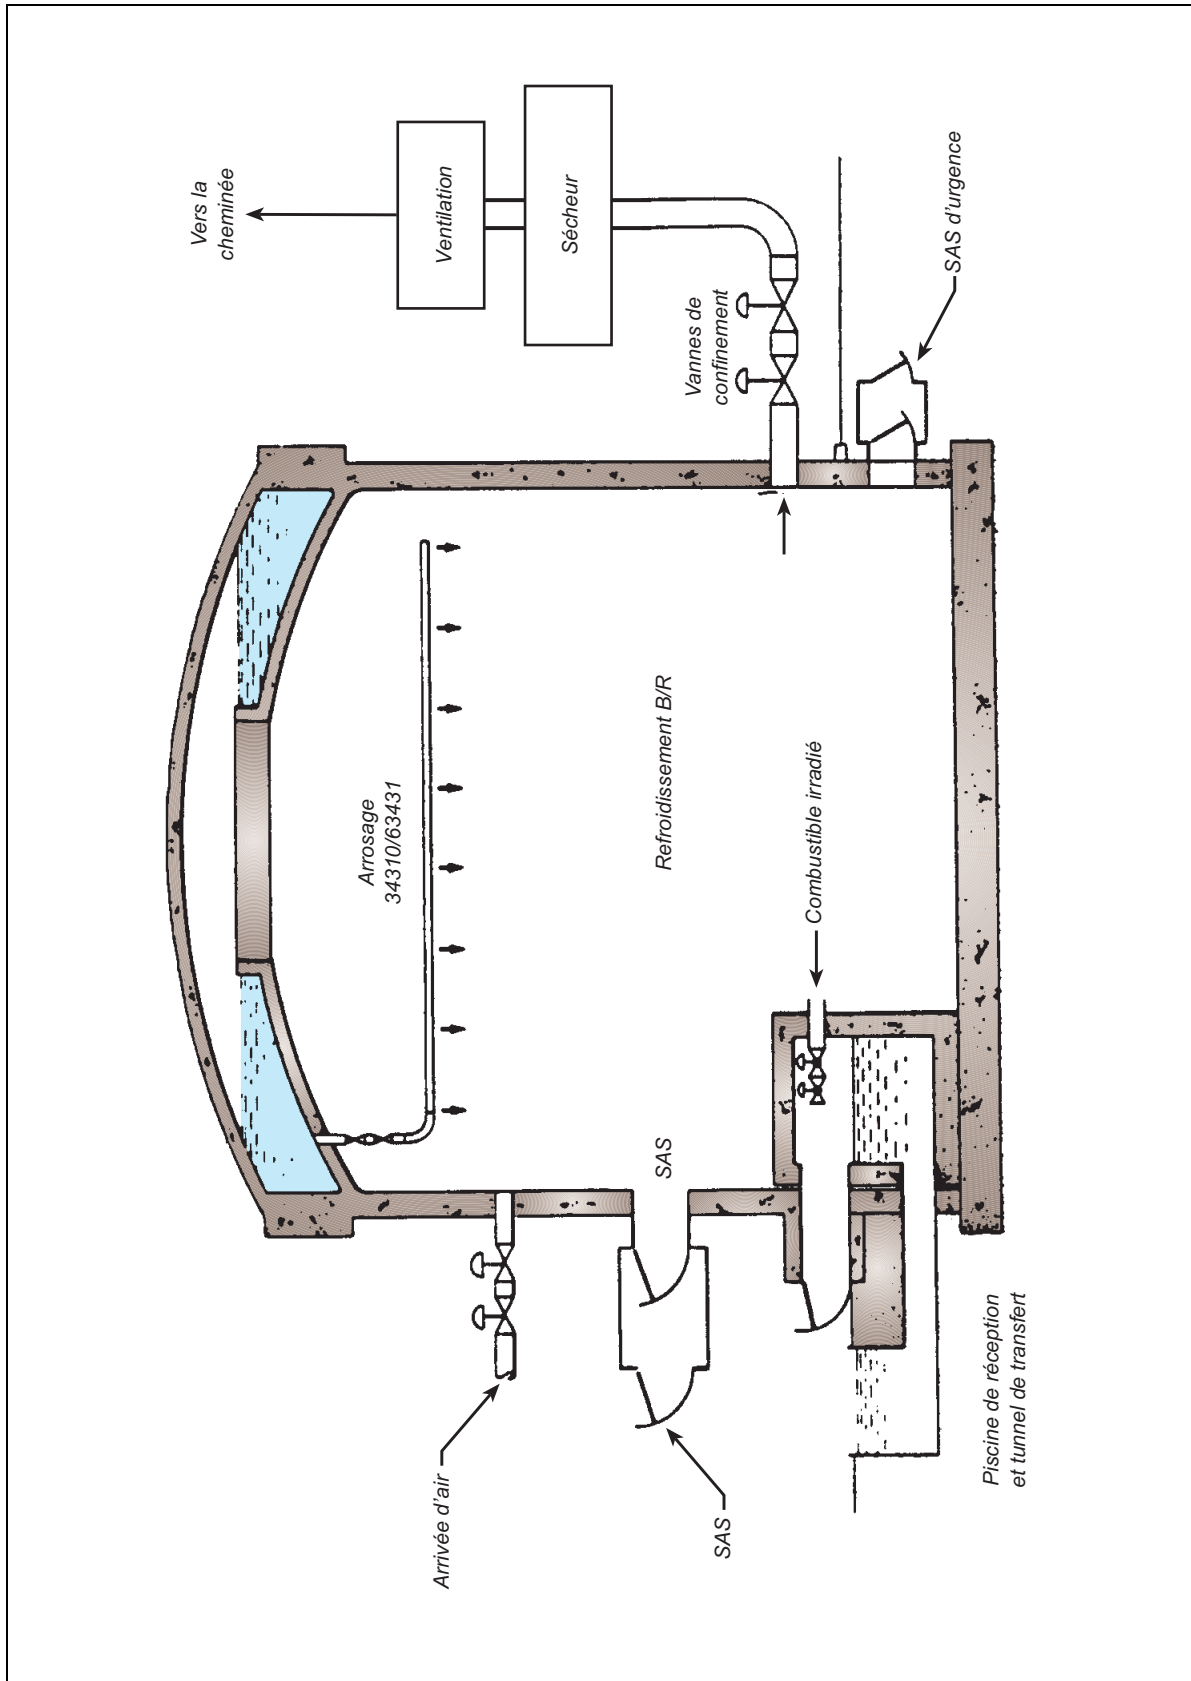 Vers la
cheminée
Ventilation
Sécheur
Vannes de
confinement
SAS d'urgence
Arrosage
34310/63431
Refroidissement B/R
Combustible irradié
SAS
Arrivée d'air
SAS
Piscine de réception
et tunnel de transfert